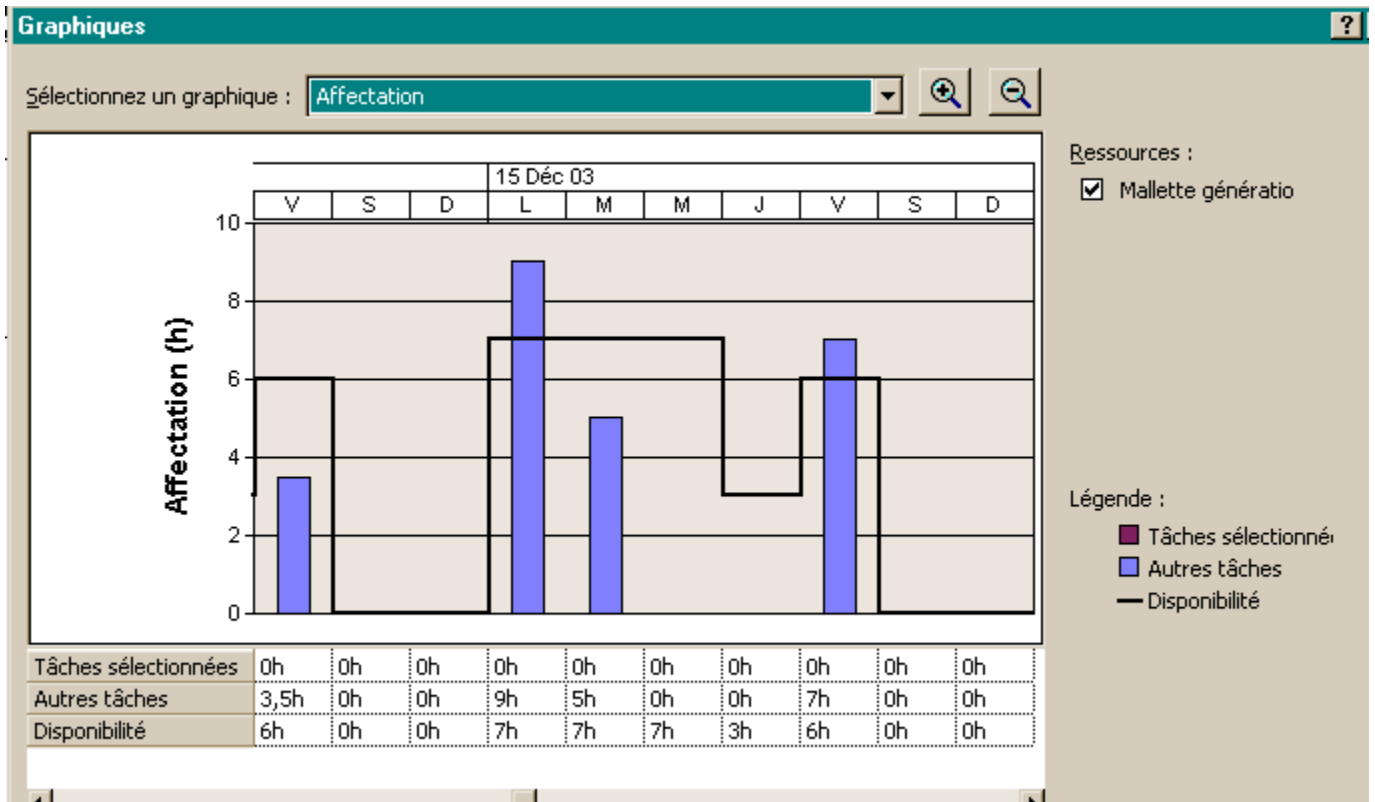 Graphiques
Sélectionnez un graphique : Affectation
Ressources :
Mallette génératio
15 Déc 03
V S D L M M J V S D
10
8
6
4
2
0
Affectation (h)
Légende :
Tâches sélectionné
Autres tâches
Disponibilité
Tâches sélectionnées 0h 0h 0h 0h 0h 0h 0h 0h 0h 0h
Autres tâches 3,5h 0h 0h 9h 5h 0h 0h 7h 0h 0h
Disponibilité 6h 0h 0h 7h 7h 7h 3h 6h 0h 0h